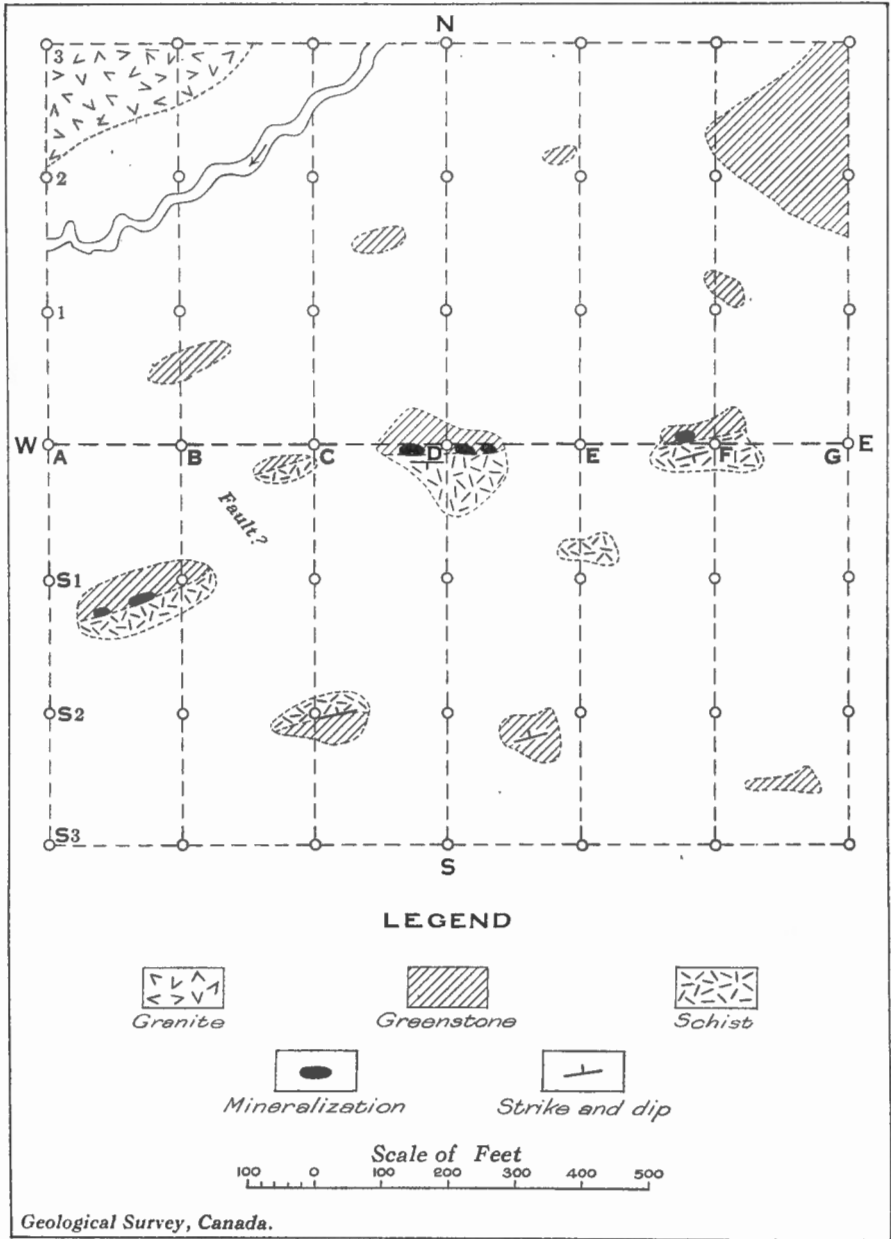 N
3
2
1
W A B C D E F G E
Fault?
S1
S2
S3
S
LEGEND
Granite Greenstone Schist
Mineralization Strike and dip
Scale of Feet
100 0 100 200 300 400 500
Geological Survey, Canada.